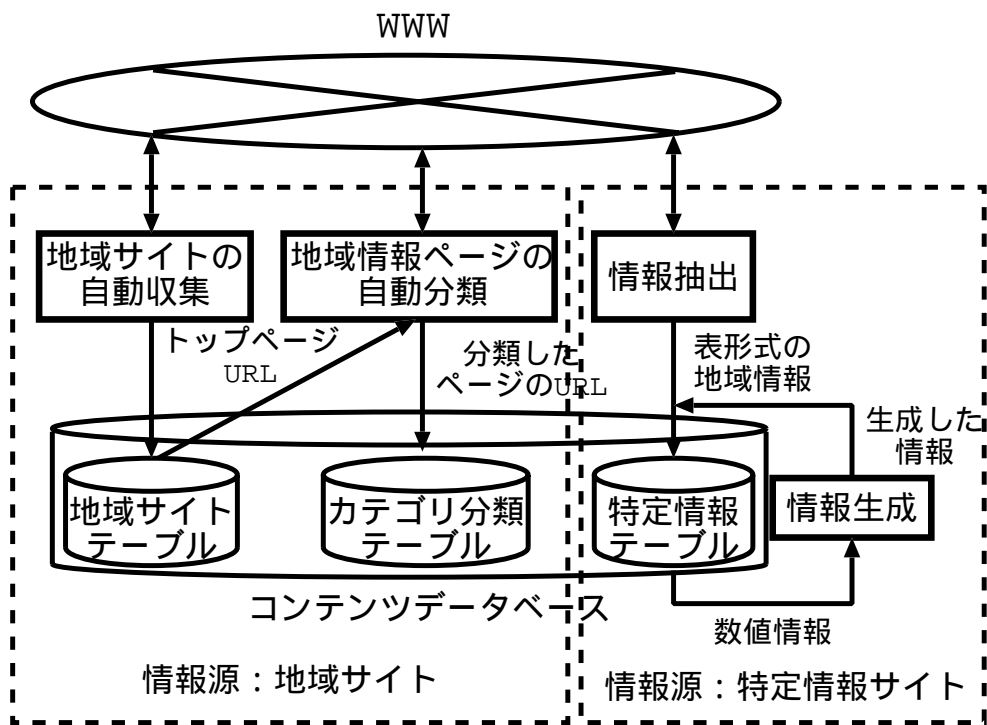 WWW
地域サイトの
自動収集
地域情報ページの
自動分類
情報抽出
トップページ
URL
分類した
ページのURL
表形式の
地域情報
生成した
情報
地域サイト
テーブル
カテゴリ分類
テーブル
特定情報
テーブル
情報生成
コンテンツデータベース
数値情報
情報源：地域サイト
情報源：特定情報サイト